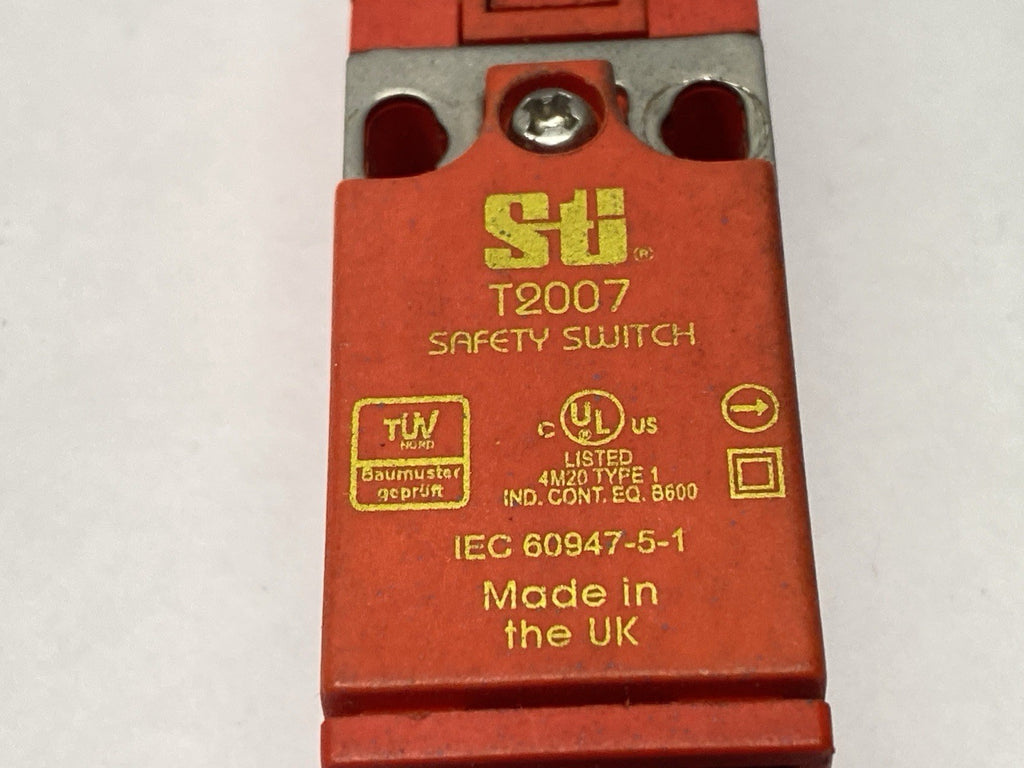 Sti®
T2007
SAFETY SWITCH
TÜV
NORD
Baumuster
geprüft
C UL® US
LISTED
4M20 TYPE 1
IND. CONT. EQ. B600
IEC 60947-5-1
Made in
the UK